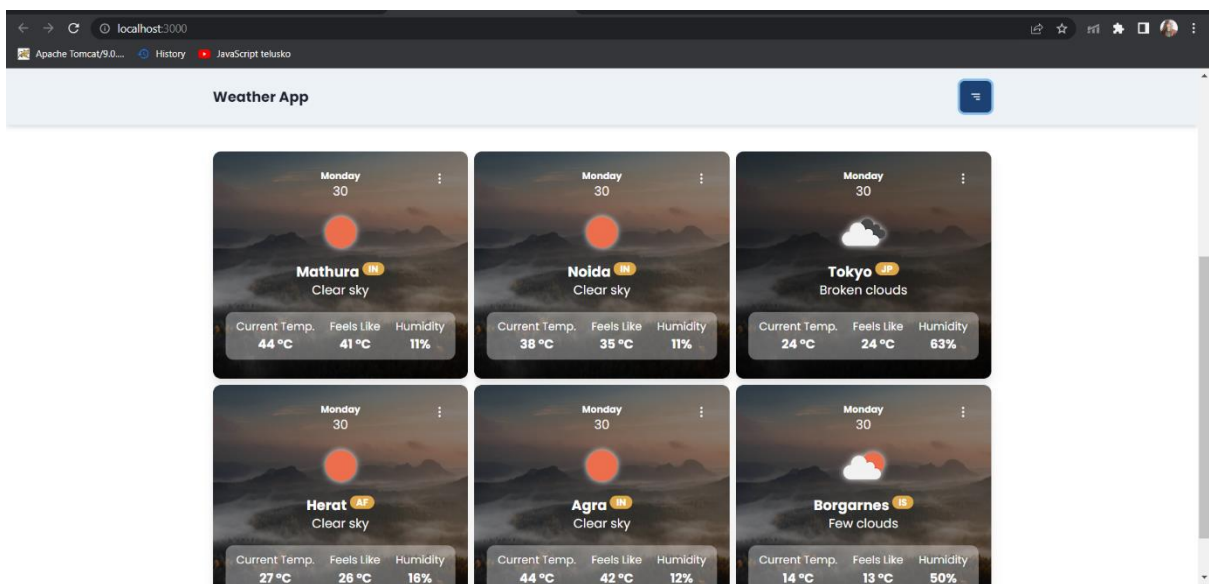 localhost:3000
Apache Tomcat/9.0.... History JavaScript telusko
Weather App
Monday
30
Mathura IN
Clear sky
Current Temp. Feels Like Humidity
44 °C 41 °C 11%
Monday
30
Noida IN
Clear sky
Current Temp. Feels Like Humidity
38 °C 35 °C 11%
Monday
30
Tokyo JP
Broken clouds
Current Temp. Feels Like Humidity
24 °C 24 °C 63%
Monday
30
Herat AF
Clear sky
Current Temp. Feels Like Humidity
27 °C 26 °C 16%
Monday
30
Agra IN
Clear sky
Current Temp. Feels Like Humidity
44 °C 42 °C 12%
Monday
30
Borgarnes IS
Few clouds
Current Temp. Feels Like Humidity
14 °C 13 °C 50%